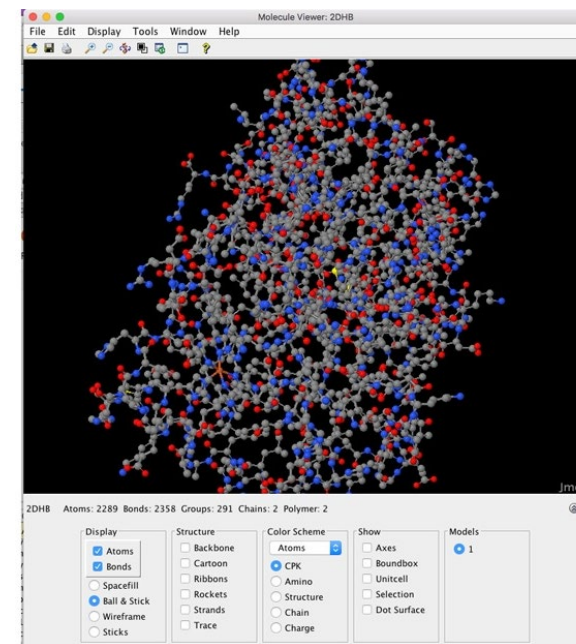 Molecule Viewer: 2DHB
File Edit Display Tools Window Help
2DHB Atoms: 2289 Bonds: 2358 Groups: 291 Chains: 2 Polymer: 2
Display Structure Color Scheme Show Models
Atoms Backbone Atoms Axes 1
Bonds Cartoon CPK Boundbox
Spacefill Ribbons Amino Unitcell
Ball & Stick Rockets Structure Selection
Wireframe Strands Chain Dot Surface
Sticks Trace Charge